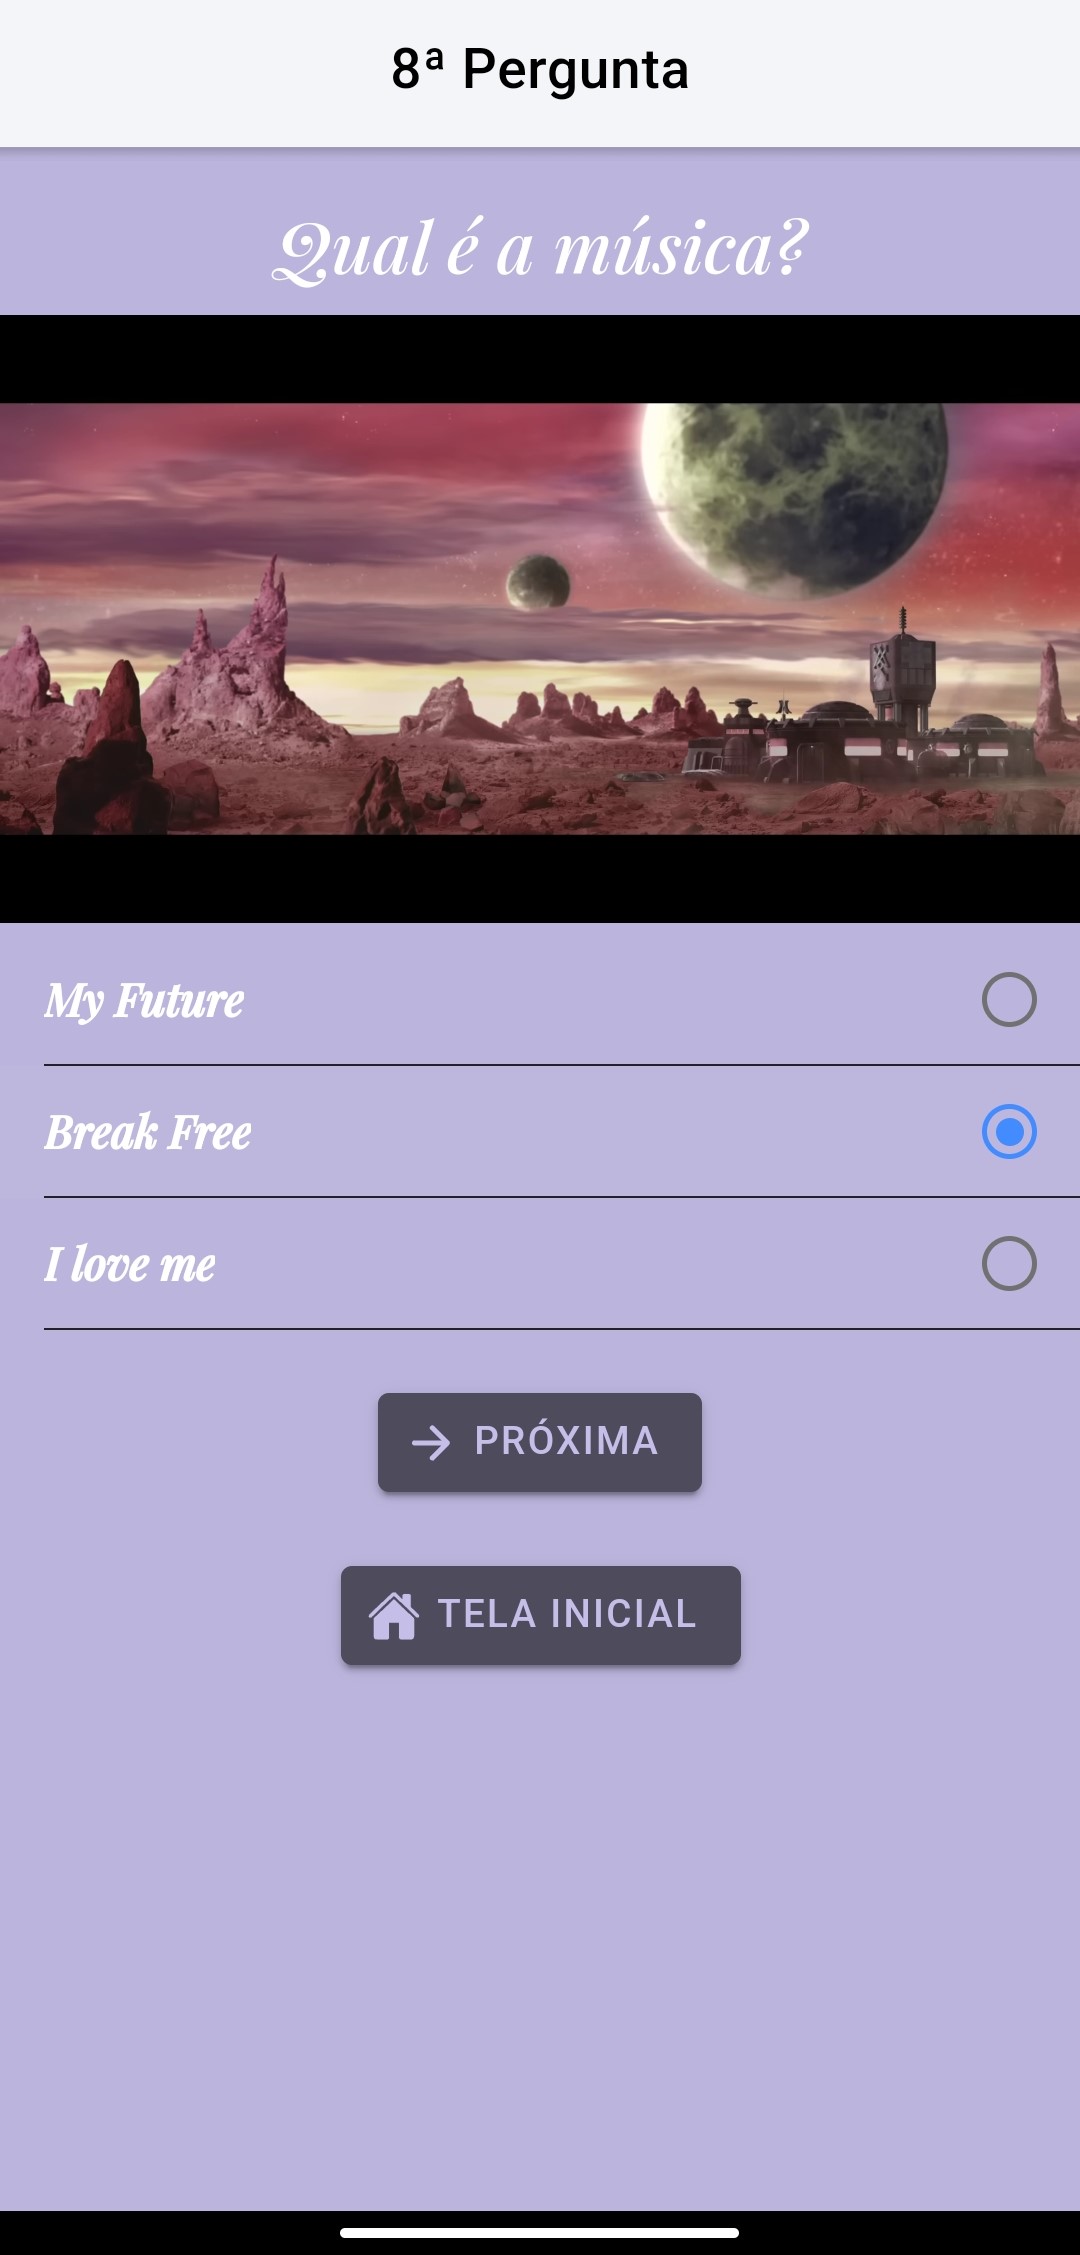 8ª Pergunta
Qual é a música?
My Future
Break Free
I love me
PRÓXIMA
TELA INICIAL